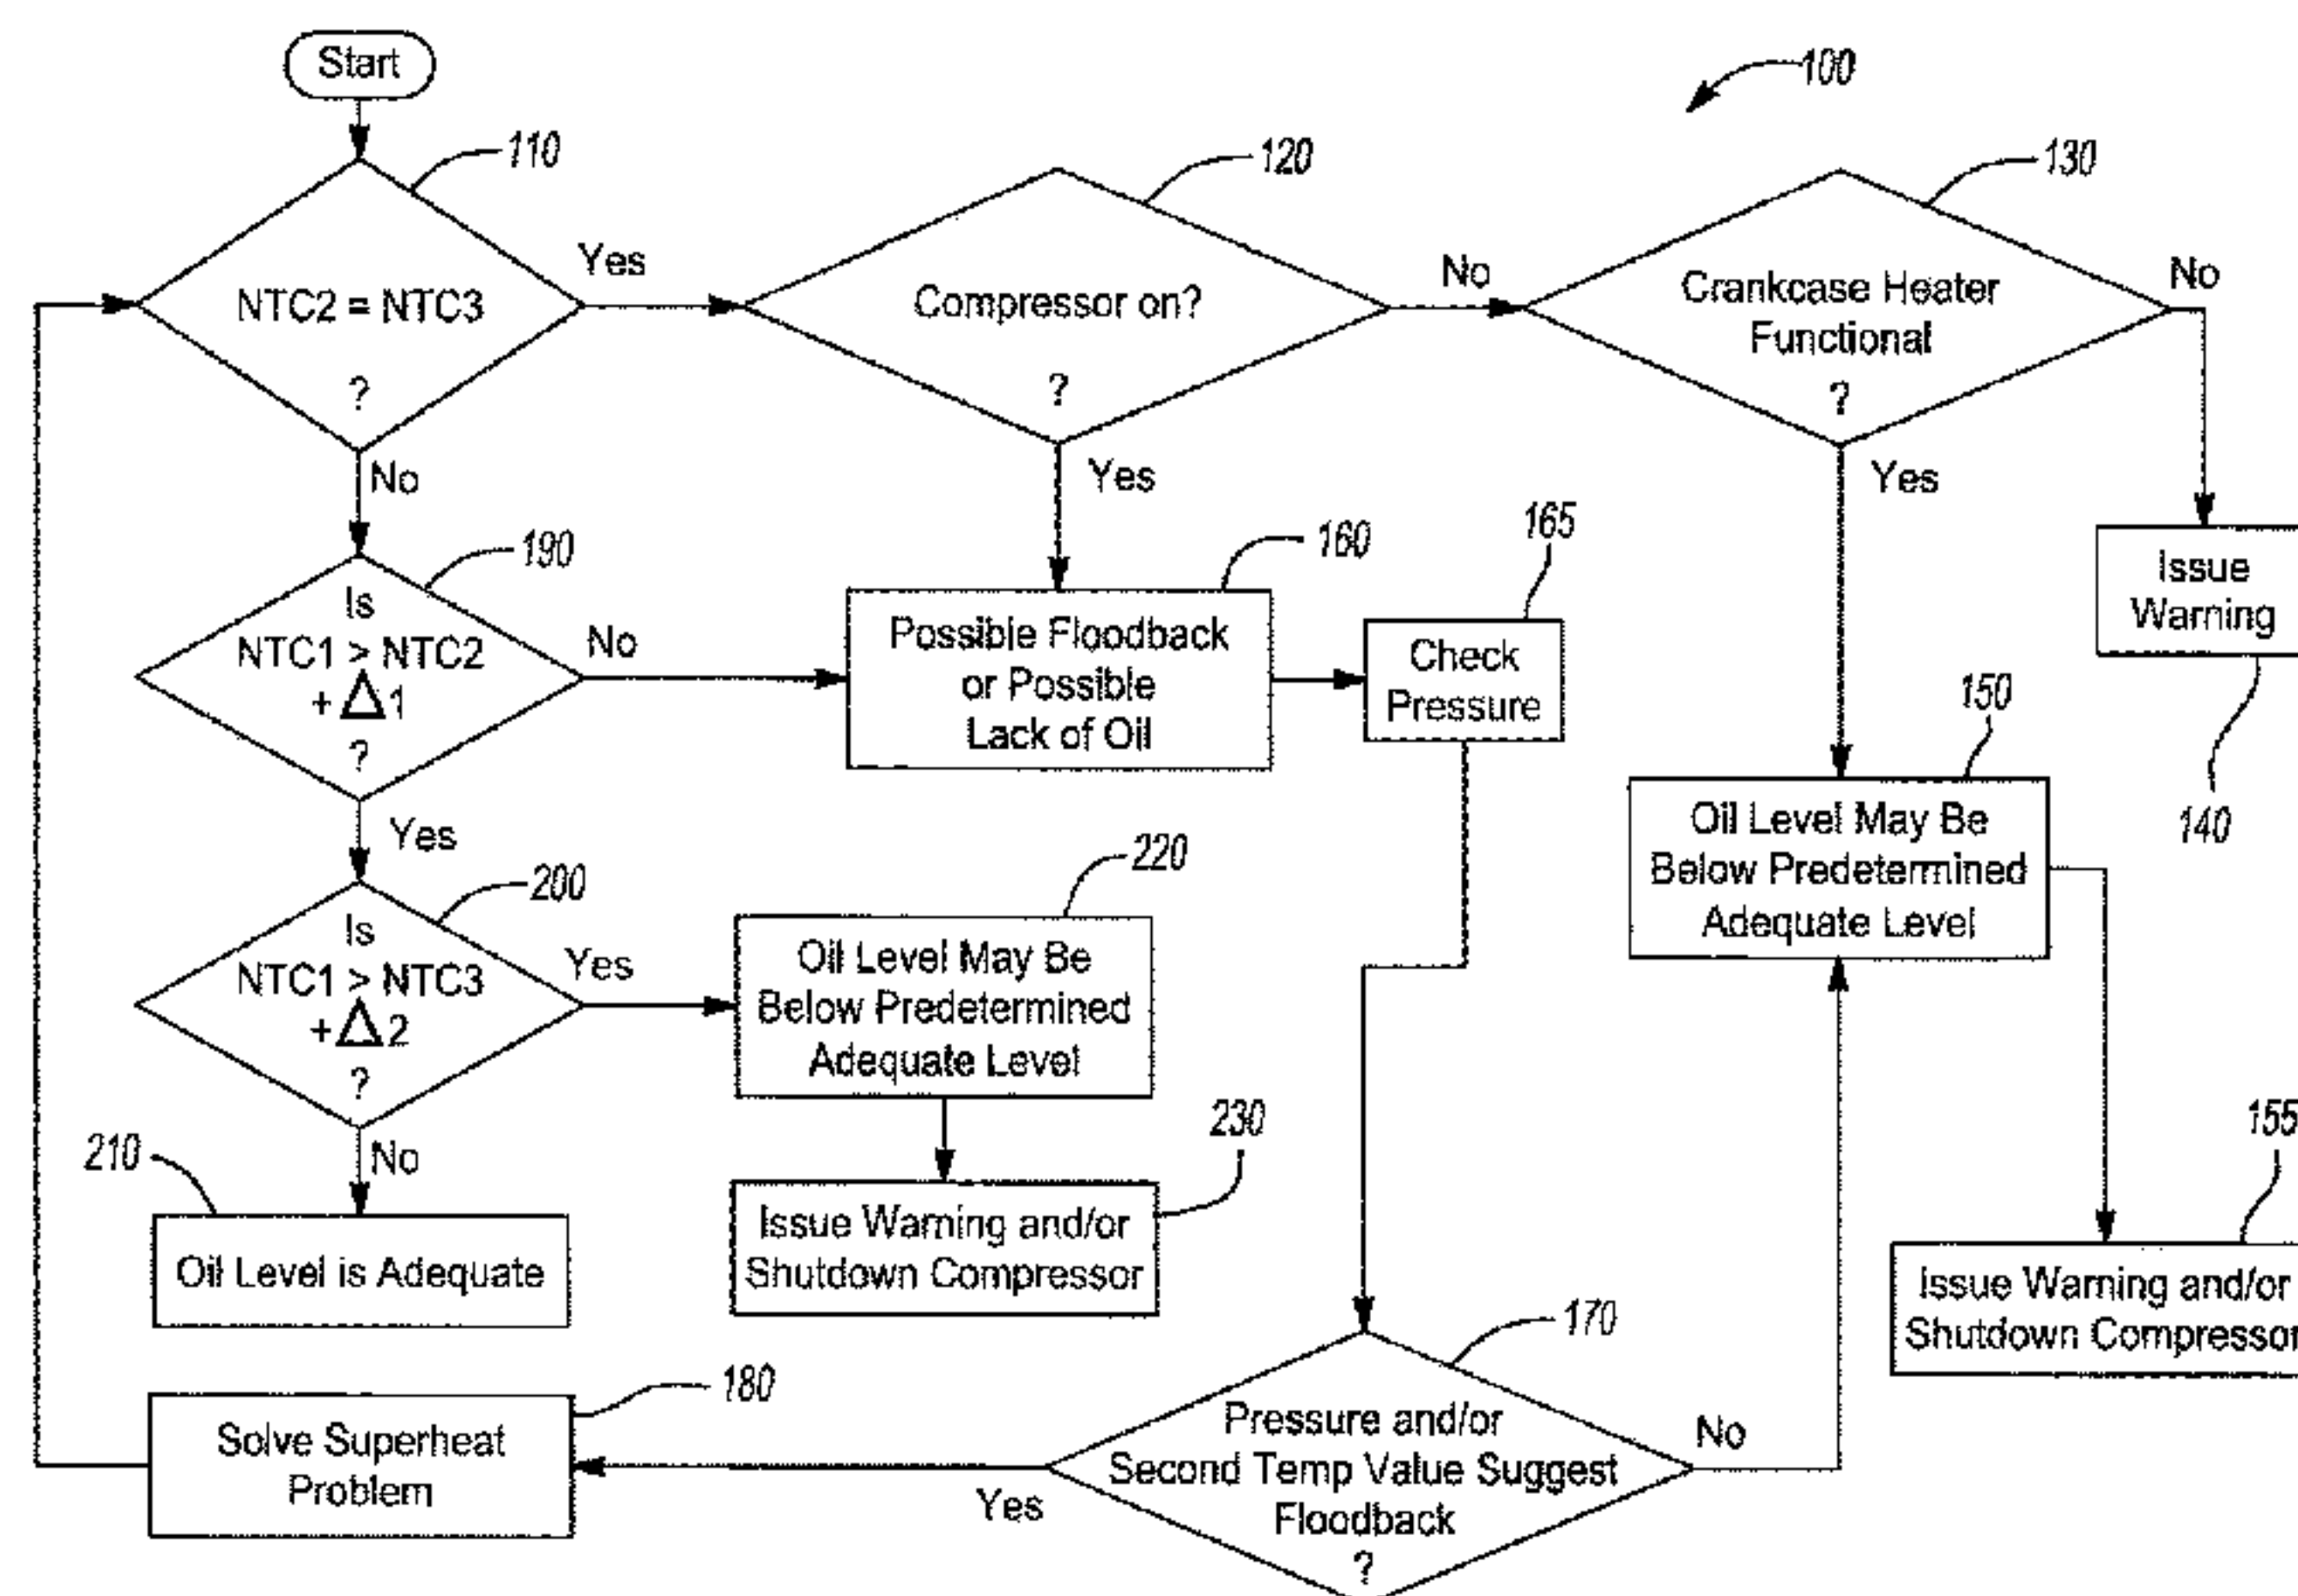 Start
100
110
120
130
NTC2 = NTC3
?
Yes
Compressor on?
?
No
Crankcase Heater
Functional
?
No
No
Yes
Yes
190
160
165
Is
NTC1 > NTC2
+ Δ1
?
No
Possible Floodback
or Possible
Lack of Oil
Check
Pressure
Issue
Warning
140
150
Yes
Oil Level May Be
Below Predetermined
Adequate Level
200
220
Is
NTC1 > NTC3
+ Δ2
?
Yes
Oil Level May Be
Below Predetermined
Adequate Level
No
210
230
155
Oil Level is Adequate
Issue Warning and/or
Shutdown Compressor
Issue Warning and/or
Shutdown Compressor
180
170
Solve Superheat
Problem
Yes
Pressure and/or
Second Temp Value Suggest
Floodback
?
No